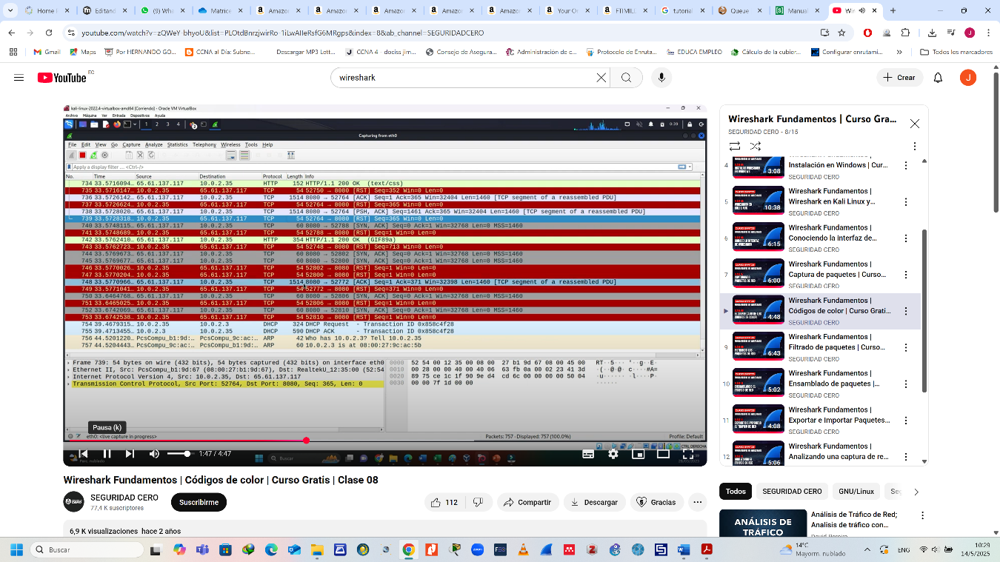 Home
Editand
(9) Wh
Matrice
Amazo
Amazo
Amazo
Amazo
Amazo
Your O
FTIMILL
tutorial
Queue
Manual
Wi
youtube.com/watch?v=zQWeY-bhyoU&list=PLOtdBnrzjwirRo-1iLwAIIeRsfG6MRgps&index=8&ab_channel=SEGURIDADCERO
Gmail
Maps
Por HERNANDO GO...
CCNA al Día: Subne...
Descargar MP3 Lett...
CCNA 4 - dociss jim...
Consejo de Asegura...
Administracion de c...
Protocolo de Enruta...
EDUCA EMPLEO
Cálculo de la cubier...
Configurar enrutami...
Todos los marcadores
YouTube EC
wireshark
Crear
J
kali-linux-2022.4-virtualbox-amd64 [Corriendo] - Oracle VM VirtualBox
Archivo Máquina Ver Entrada Dispositivos Ayuda
1 2 3 4
0:39
Capturing from eth0
File Edit View Go Capture Analyze Statistics Telephony Wireless Tools Help
Apply a display filter ... <Ctrl-/>
No. Time Source Destination Protocol Length Info
734 33.5716094... 65.61.137.117 10.0.2.35 HTTP 152 HTTP/1.1 200 OK (text/css)
735 33.5716147... 10.0.2.35 65.61.137.117 TCP 54 52750 → 8080 [RST] Seq=352 Win=0 Len=0
736 33.5726142... 65.61.137.117 10.0.2.35 TCP 1514 8080 → 52764 [ACK] Seq=1 Ack=365 Win=32404 Len=1460 [TCP segment of a reassembled PDU]
737 33.5726224... 10.0.2.35 65.61.137.117 TCP 54 52764 → 8080 [RST] Seq=365 Win=0 Len=0
738 33.5728020... 65.61.137.117 10.0.2.35 TCP 1514 8080 → 52764 [PSH, ACK] Seq=1461 Ack=365 Win=32404 Len=1460 [TCP segment of a reassembled PDU]
739 33.5728318... 10.0.2.35 65.61.137.117 TCP 54 52764 → 8080 [RST] Seq=365 Win=0 Len=0
740 33.5748115... 65.61.137.117 10.0.2.35 TCP 60 8080 → 52788 [SYN, ACK] Seq=0 Ack=1 Win=32768 Len=0 MSS=1460
741 33.5748689... 10.0.2.35 65.61.137.117 TCP 54 52788 → 8080 [RST] Seq=1 Win=0 Len=0
742 33.5762410... 65.61.137.117 10.0.2.35 HTTP 354 HTTP/1.1 200 OK (GIF89a)
743 33.5762723... 10.0.2.35 65.61.137.117 TCP 54 52748 → 8080 [RST] Seq=713 Win=0 Len=0
744 33.5769673... 65.61.137.117 10.0.2.35 TCP 60 8080 → 52802 [SYN, ACK] Seq=0 Ack=1 Win=32768 Len=0 MSS=1460
745 33.5769677... 65.61.137.117 10.0.2.35 TCP 60 8080 → 52800 [SYN, ACK] Seq=0 Ack=1 Win=32768 Len=0 MSS=1460
746 33.5770026... 10.0.2.35 65.61.137.117 TCP 54 52802 → 8080 [RST] Seq=1 Win=0 Len=0
747 33.5770204... 10.0.2.35 65.61.137.117 TCP 54 52800 → 8080 [RST] Seq=1 Win=0 Len=0
748 33.5770966... 65.61.137.117 10.0.2.35 TCP 1514 8080 → 52772 [ACK] Seq=1 Ack=371 Win=32398 Len=1460 [TCP segment of a reassembled PDU]
749 33.5771041... 10.0.2.35 65.61.137.117 TCP 54 52772 → 8080 [RST] Seq=371 Win=0 Len=0
750 33.6464768... 65.61.137.117 10.0.2.35 TCP 60 8080 → 52806 [SYN, ACK] Seq=0 Ack=1 Win=32768 Len=0 MSS=1460
751 33.6465025... 10.0.2.35 65.61.137.117 TCP 54 52806 → 8080 [RST] Seq=1 Win=0 Len=0
752 33.6742069... 65.61.137.117 10.0.2.35 TCP 60 8080 → 52810 [SYN, ACK] Seq=0 Ack=1 Win=32768 Len=0 MSS=1460
753 33.6742538... 10.0.2.35 65.61.137.117 TCP 54 52810 → 8080 [RST] Seq=1 Win=0 Len=0
754 39.4679315... 10.0.2.35 10.0.2.3 DHCP 324 DHCP Request - Transaction ID 0x858c4f28
755 39.4713455... 10.0.2.3 10.0.2.35 DHCP 590 DHCP ACK - Transaction ID 0x858c4f28
756 44.5201220... PcsCompu_b1:9d:... PcsCompu_9c:ac:... ARP 42 Who has 10.0.2.3? Tell 10.0.2.35
757 44.5204443... PcsCompu_9c:ac:... PcsCompu_b1:9d:... ARP 60 10.0.2.3 is at 08:00:27:9c:ac:5b
Frame 739: 54 bytes on wire (432 bits), 54 bytes captured (432 bits) on interface eth0
Ethernet II, Src: PcsCompu_b1:9d:67 (08:00:27:b1:9d:67), Dst: RealtekU_12:35:00 (52:54
Internet Protocol Version 4, Src: 10.0.2.35, Dst: 65.61.137.117
Transmission Control Protocol, Src Port: 52764, Dst Port: 8080, Seq: 365, Len: 0
0000 52 54 00 12 35 00 08 00 27 b1 9d 67 08 00 45 00
0010 00 28 00 00 40 00 40 06 63 fb 0a 00 02 23 41 3d
0020 89 75 ce 1c 1f 90 9e d4 cd 6c 00 00 00 00 50 04
0030 00 00 7f 1d 00 00
eth0: <live capture in progress>
Packets: 757 · Displayed: 757 (100.0%)
Profile: Default
CTRL DERECHA
Pausa (k)
1:47 / 4:47
Parc. nublado
Buscar
Wireshark Fundamentos | Códigos de color | Curso Gratis | Clase 08
SEGURIDAD CERO
77,4 K suscriptores
Suscribirme
112
Compartir
Descargar
Gracias
6,9 K visualizaciones hace 2 años
Wireshark Fundamentos | Curso Gra...
SEGURIDAD CERO - 8/15
4
3:08
Instalación en Windows | Cur...
SEGURIDAD CERO
5
10:38
Wireshark Fundamentos |
Wireshark en Kali Linux y...
SEGURIDAD CERO
6
6:15
Wireshark Fundamentos |
Conociendo la interfaz de...
SEGURIDAD CERO
7
6:00
Wireshark Fundamentos |
Captura de paquetes | Curso...
SEGURIDAD CERO
4:48
Wireshark Fundamentos |
Códigos de color | Curso Grati...
SEGURIDAD CERO
9
6:43
Wireshark Fundamentos |
Filtrado de paquetes | Curso...
SEGURIDAD CERO
10
5:02
Wireshark Fundamentos |
Ensamblado de paquetes |...
SEGURIDAD CERO
11
4:08
Wireshark Fundamentos |
Exportar e Importar Paquetes...
SEGURIDAD CERO
12
5:06
Wireshark Fundamentos |
Analizando una captura de re...
Todos
SEGURIDAD CERO
GNU/Linux
ANÁLISIS DE
TRÁFICO
Análisis de Tráfico de Red;
Análisis de tráfico con...
Buscar
14°C
Mayorm. nublado
ENG
10:29
14/5/2025